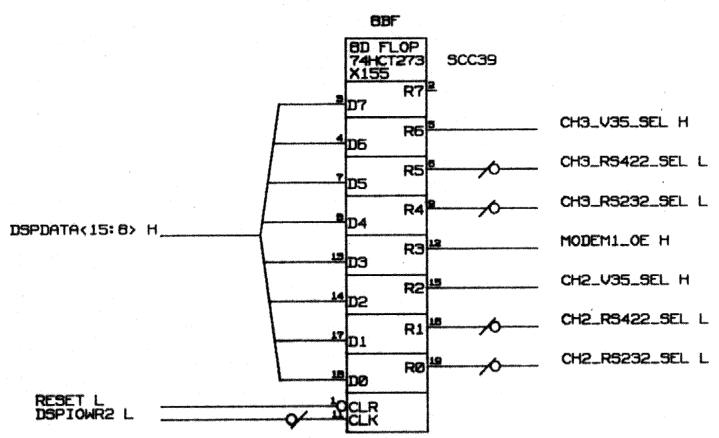 8BF
8D FLOP
74HCT273
X155
SCC39
R7 2
3 D7
R6 5 CH3_V35_SEL H
4 D6
R5 6 CH3_RS422_SEL L
7 D5
R4 9 CH3_RS232_SEL L
8 D4
DSPDATA<15:8> H
R3 12 MODEM1_OE H
13 D3
R2 15 CH2_V35_SEL H
14 D2
R1 16 CH2_RS422_SEL L
17 D1
R0 19 CH2_RS232_SEL L
18 D0
RESET L 1 CLR
DSPIOWR2 L 11 CLK